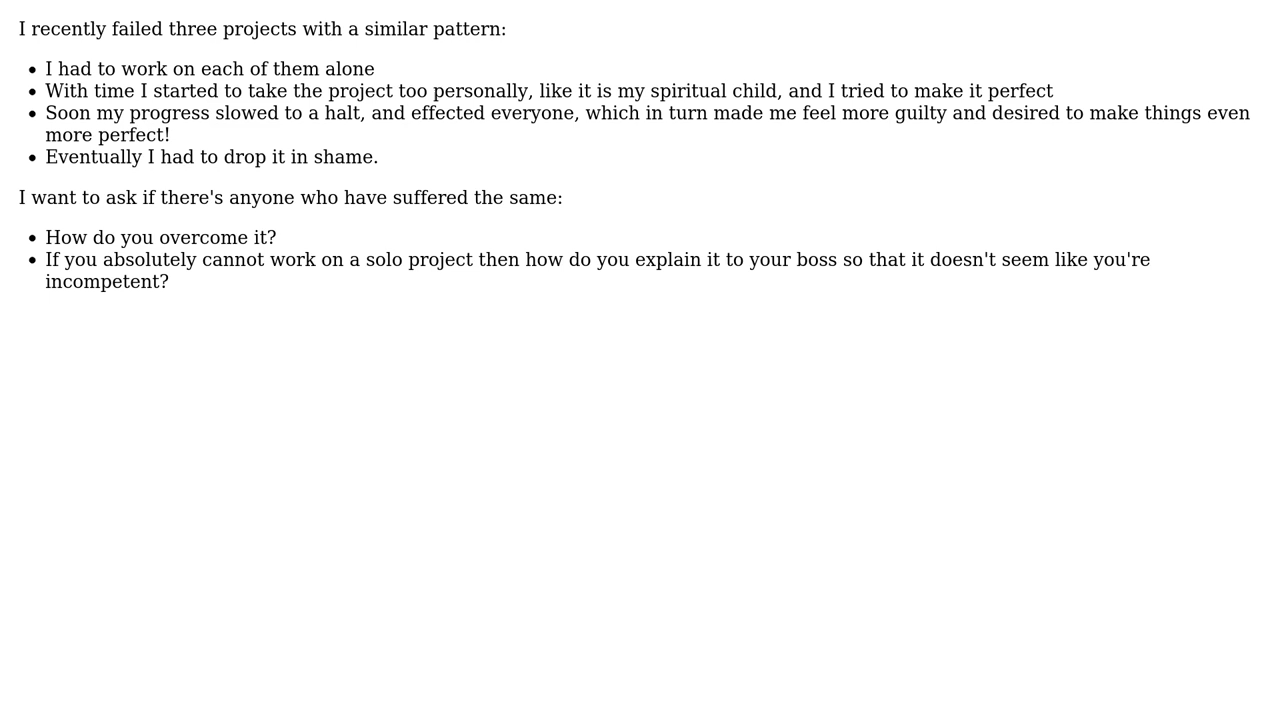 I recently failed three projects with a similar pattern:
• I had to work on each of them alone
• With time I started to take the project too personally, like it is my spiritual child, and I tried to make it perfect
• Soon my progress slowed to a halt, and effected everyone, which in turn made me feel more guilty and desired to make things even
more perfect!
• Eventually I had to drop it in shame.
I want to ask if there's anyone who have suffered the same:
• How do you overcome it?
• If you absolutely cannot work on a solo project then how do you explain it to your boss so that it doesn't seem like you're
incompetent?